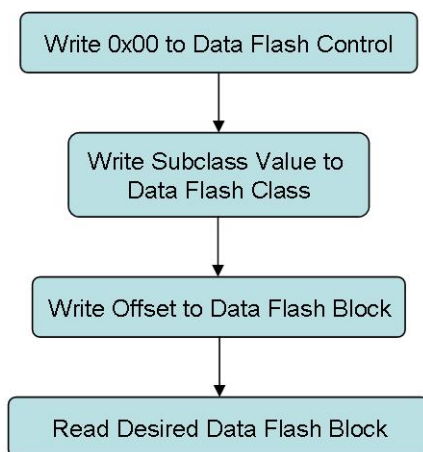 Write 0x00 to Data Flash Control
Write Subclass Value to
Data Flash Class
Write Offset to Data Flash Block
Read Desired Data Flash Block